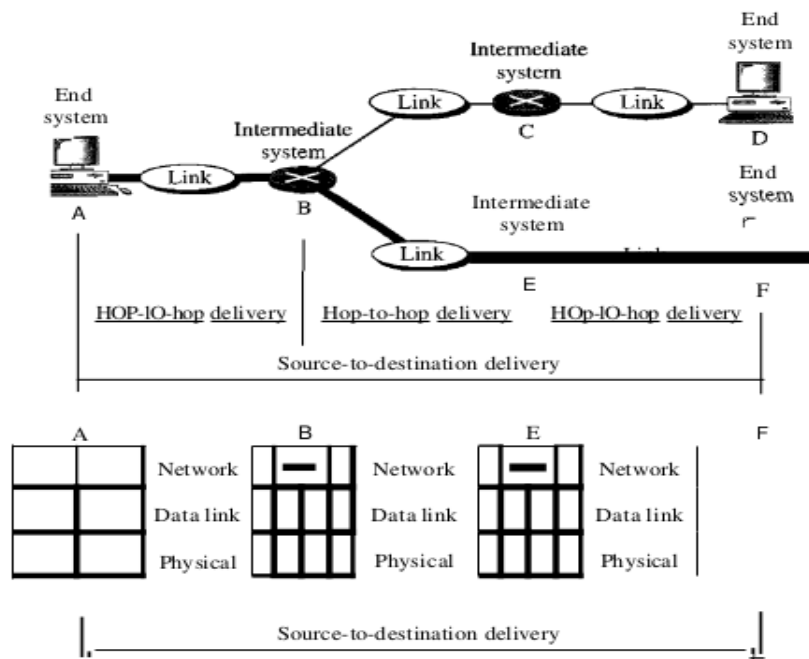 End
system
Intermediate
system
Link
Link
C
D
End
system
Intermediate
system
Link
A
B
Intermediate
system
End
system
Link
E
F
HOP-lO-hop delivery
Hop-to-hop delivery
HOp-lO-hop delivery
Source-to-destination delivery
A
B
E
F
Network
Network
Network
Data link
Data link
Data link
Physical
Physical
Physical
Source-to-destination delivery